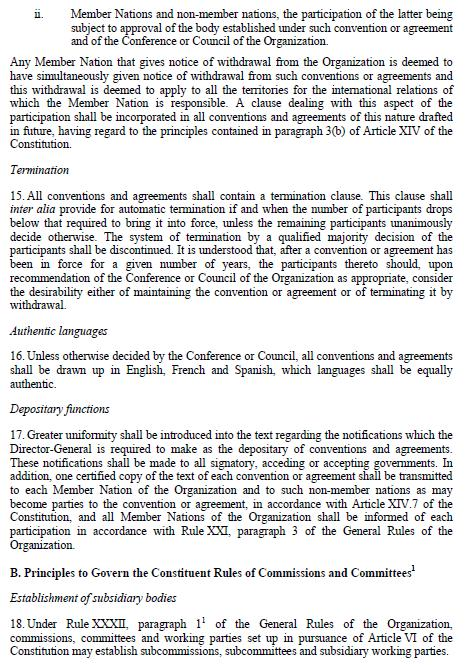 ii. Member Nations and non-member nations, the participation of the latter being
subject to approval of the body established under such convention or agreement
and of the Conference or Council of the Organization.
Any Member Nation that gives notice of withdrawal from the Organization is deemed to
have simultaneously given notice of withdrawal from such conventions or agreements and
this withdrawal is deemed to apply to all the territories for the international relations of
which the Member Nation is responsible. A clause dealing with this aspect of the
participation shall be incorporated in all conventions and agreements of this nature drafted
in future, having regard to the principles contained in paragraph 3(b) of Article XIV of the
Constitution.
Termination
15. All conventions and agreements shall contain a termination clause. This clause shall
inter alia provide for automatic termination if and when the number of participants drops
below that required to bring it into force, unless the remaining participants unanimously
decide otherwise. The system of termination by a qualified majority decision of the
participants shall be discontinued. It is understood that, after a convention or agreement has
been in force for a given number of years, the participants thereto should, upon
recommendation of the Conference or Council of the Organization as appropriate, consider
the desirability either of maintaining the convention or agreement or of terminating it by
withdrawal.
Authentic languages
16. Unless otherwise decided by the Conference or Council, all conventions and agreements
shall be drawn up in English, French and Spanish, which languages shall be equally
authentic.
Depositary functions
17. Greater uniformity shall be introduced into the text regarding the notifications which the
Director-General is required to make as the depositary of conventions and agreements.
These notifications shall be made to all signatory, acceding or accepting governments. In
addition, one certified copy of the text of each convention or agreement shall be transmitted
to each Member Nation of the Organization and to such non-member nations as may
become parties to the convention or agreement, in accordance with Article XIV.7 of the
Constitution, and all Member Nations of the Organization shall be informed of each
participation in accordance with Rule XXI, paragraph 3 of the General Rules of the
Organization.
B. Principles to Govern the Constituent Rules of Commissions and Committees¹
Establishment of subsidiary bodies
18. Under Rule XXXII, paragraph 1¹ of the General Rules of the Organization,
commissions, committees and working parties set up in pursuance of Article VI of the
Constitution may establish subcommissions, subcommittees and subsidiary working parties.